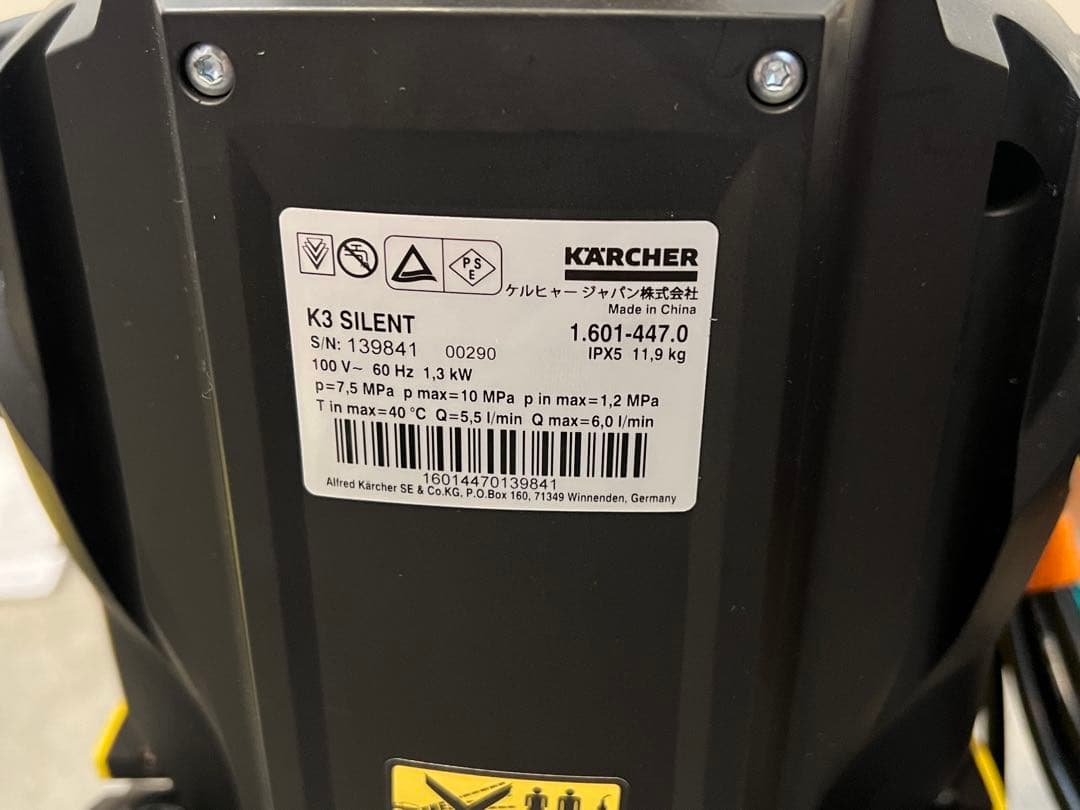 PSE
KÄRCHER
ケルヒャー ジャパン株式会社
Made in China
K3 SILENT
1.601-447.0
S/N: 139841 00290
IPX5 11,9 kg
100 V~ 60 Hz 1,3 kW
p=7,5 MPa p max=10 MPa p in max=1,2 MPa
T in max=40 °C Q=5,5 l/min Q max=6,0 l/min
16014470139841
Alfred Kärcher SE & Co.KG, P.O.Box 160, 71349 Winnenden, Germany